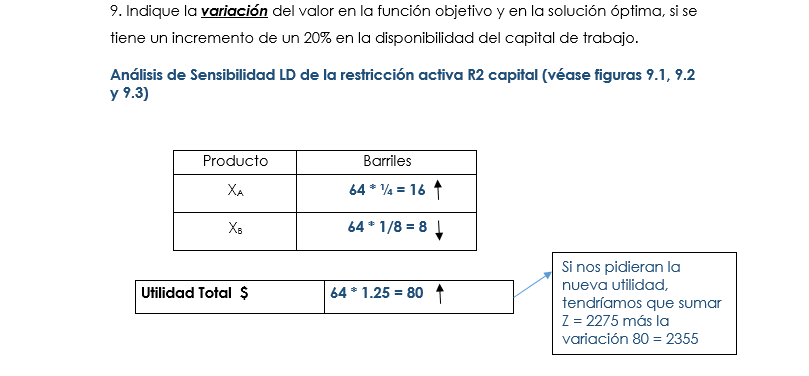 9. Indique la variación del valor en la función objetivo y en la solución óptima, si se
tiene un incremento de un 20% en la disponibilidad del capital de trabajo.
Análisis de Sensibilidad LD de la restricción activa R2 capital (véase figuras 9.1, 9.2
y 9.3)
Producto Barriles
XA 64 * ¼ = 16 ↑
XB 64 * 1/8 = 8 ↓
Utilidad Total $ 64 * 1.25 = 80 ↑
Si nos pidieran la
nueva utilidad,
tendríamos que sumar
Z = 2275 más la
variación 80 = 2355